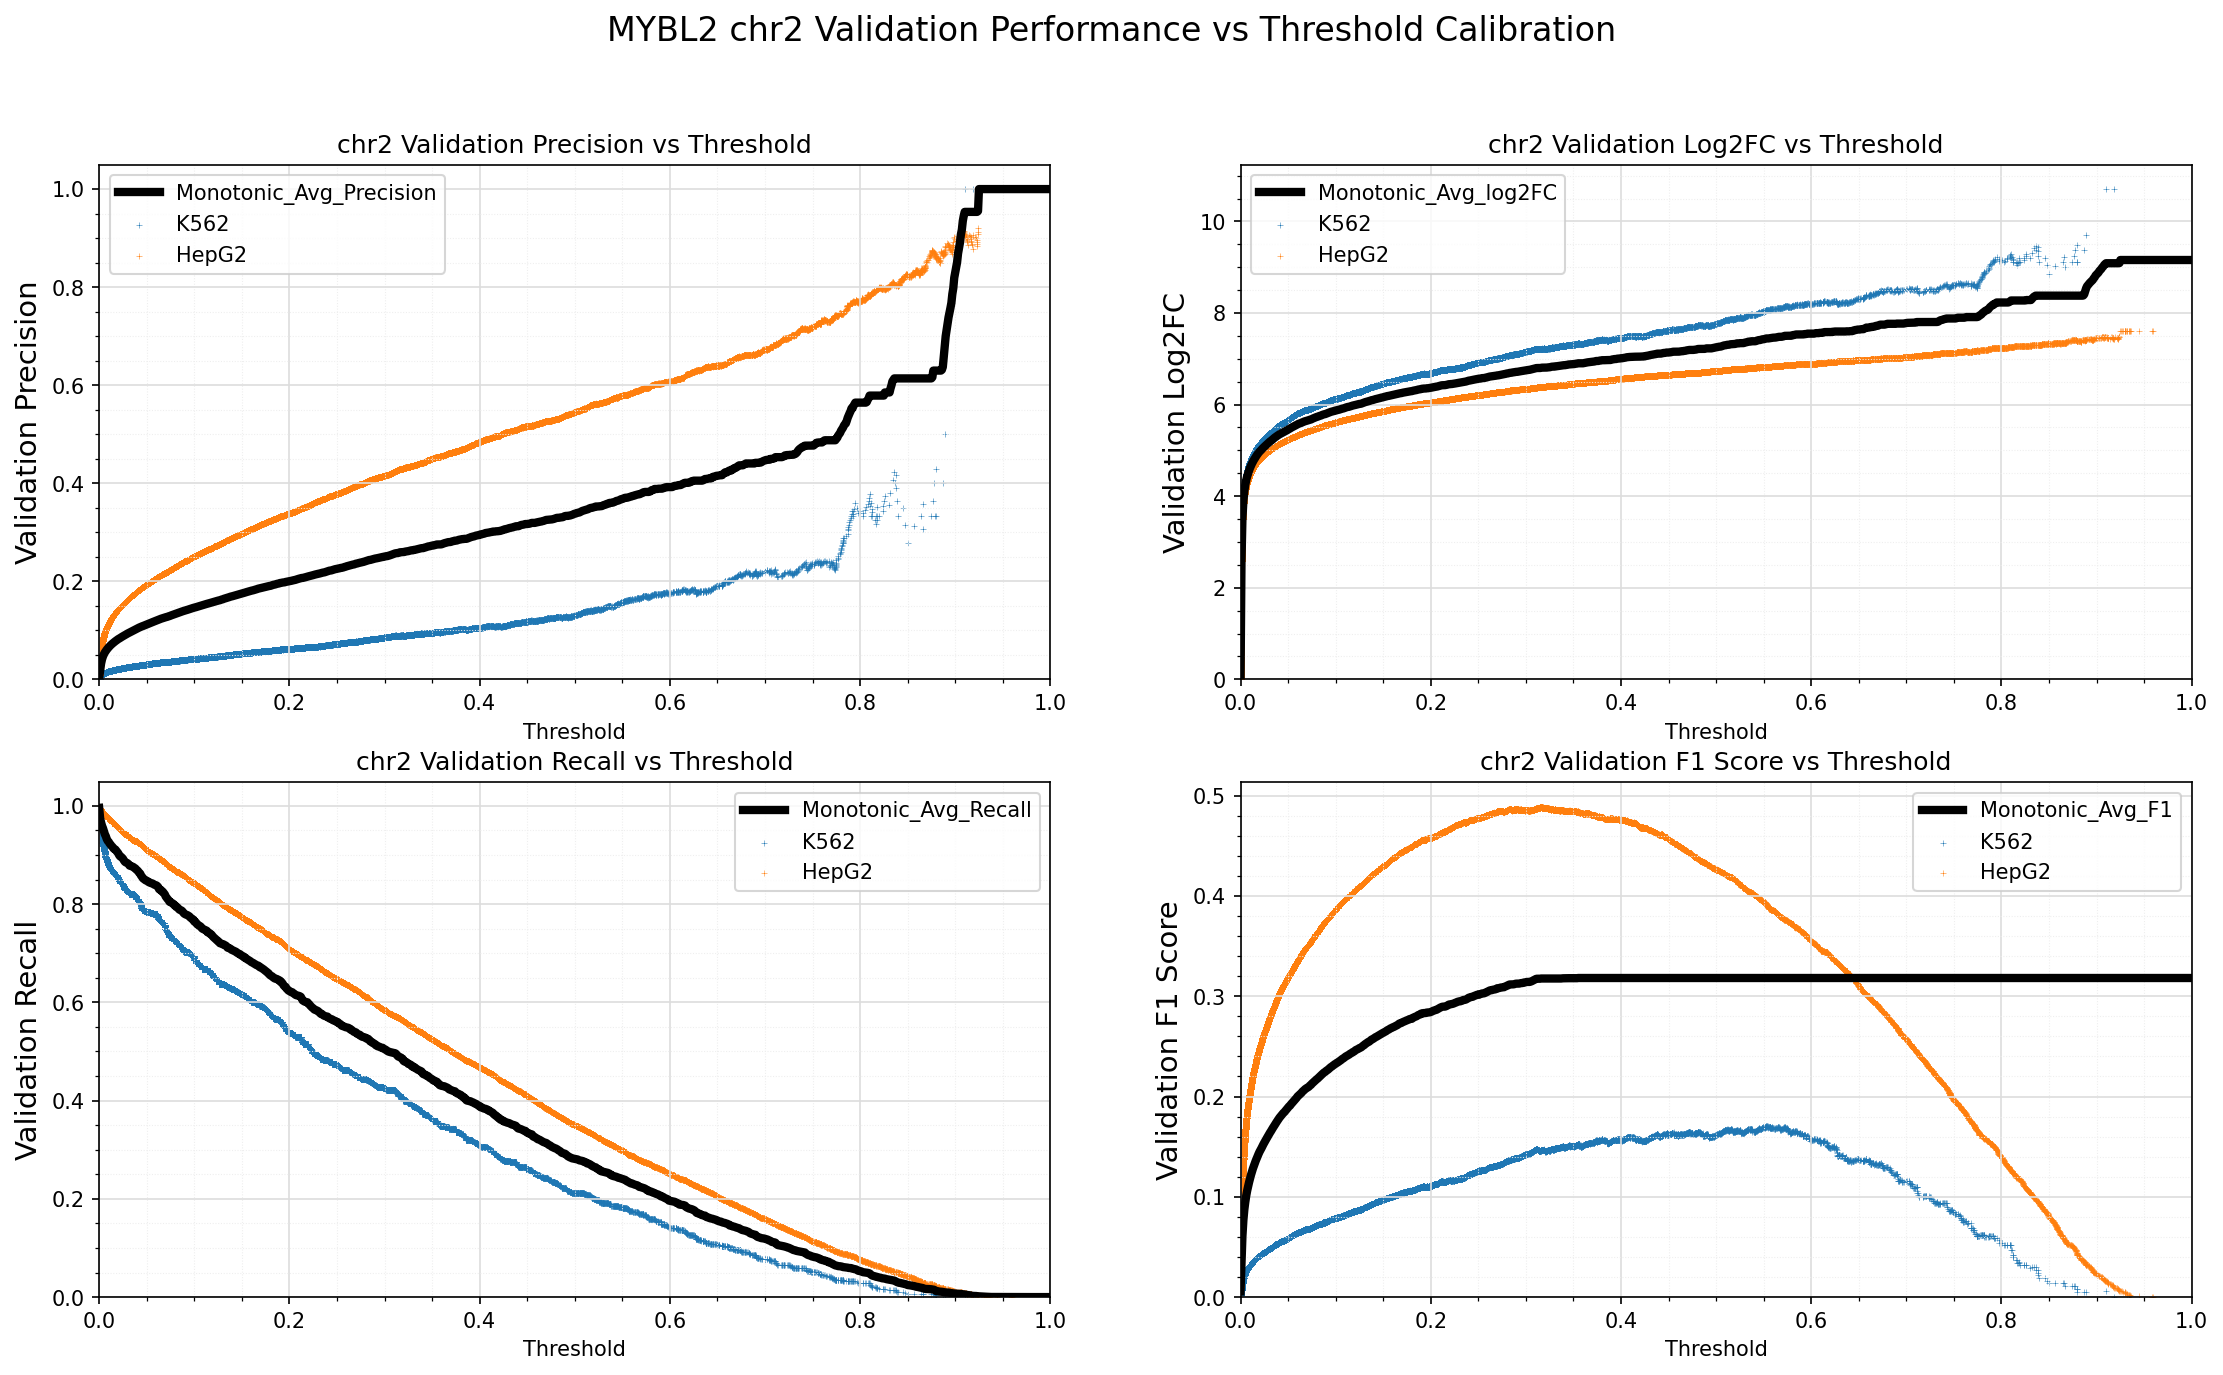 MYBL2 chr2 Validation Performance vs Threshold Calibration
chr2 Validation Precision vs Threshold
Monotonic_Avg_Precision
K562
HepG2
Validation Precision
1.0
0.8
0.6
0.4
0.2
0.0
0.0 0.2 0.4 0.6 0.8 1.0
Threshold
chr2 Validation Log2FC vs Threshold
Monotonic_Avg_log2FC
K562
HepG2
Validation Log2FC
10
8
6
4
2
0
0.0 0.2 0.4 0.6 0.8 1.0
Threshold
chr2 Validation Recall vs Threshold
Monotonic_Avg_Recall
K562
HepG2
Validation Recall
1.0
0.8
0.6
0.4
0.2
0.0
0.0 0.2 0.4 0.6 0.8 1.0
Threshold
chr2 Validation F1 Score vs Threshold
Monotonic_Avg_F1
K562
HepG2
Validation F1 Score
0.5
0.4
0.3
0.2
0.1
0.0
0.0 0.2 0.4 0.6 0.8 1.0
Threshold